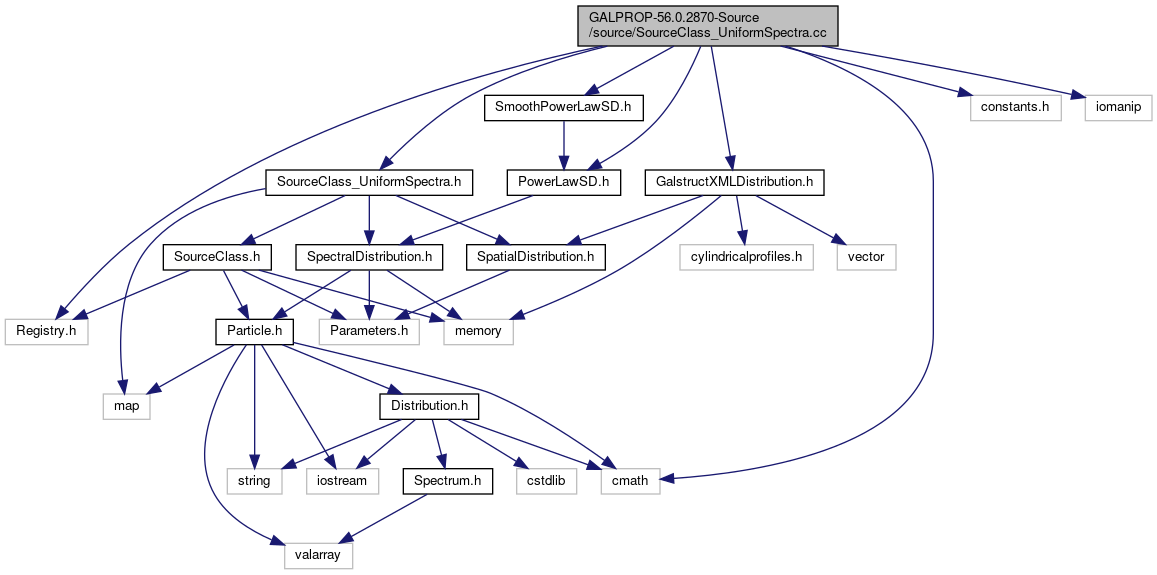 GALPROP-56.0.2870-Source
/source/SourceClass_UniformSpectra.cc
SmoothPowerLawSD.h
constants.h
iomanip
SourceClass_UniformSpectra.h
PowerLawSD.h
GalstructXMLDistribution.h
SourceClass.h
SpectralDistribution.h
SpatialDistribution.h
cylindricalprofiles.h
vector
Registry.h
Particle.h
Parameters.h
memory
map
Distribution.h
string
iostream
Spectrum.h
cstdlib
cmath
valarray